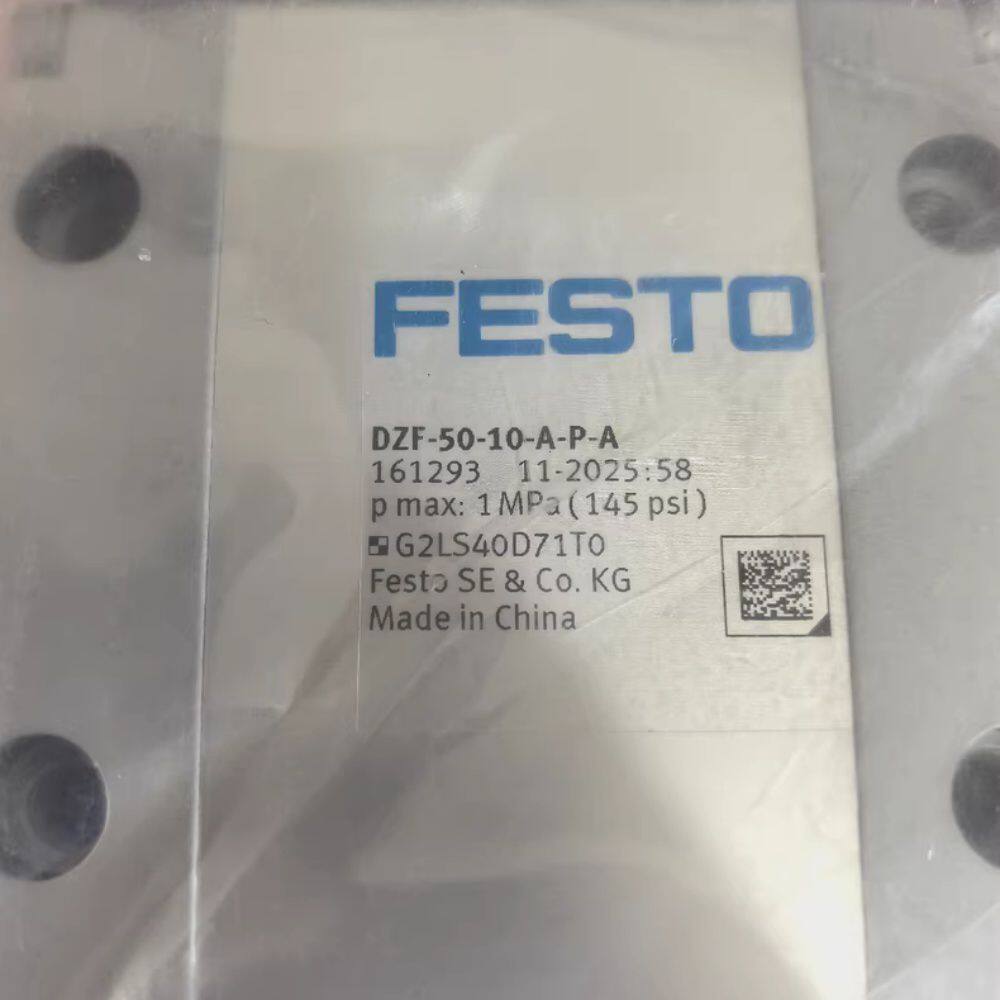 FESTO
DZF-50-10-A-P-A
161293 11-2025:58
p max: 1 MPa (145 psi)
G2LS40D71T0
Festo SE & Co. KG
Made in China